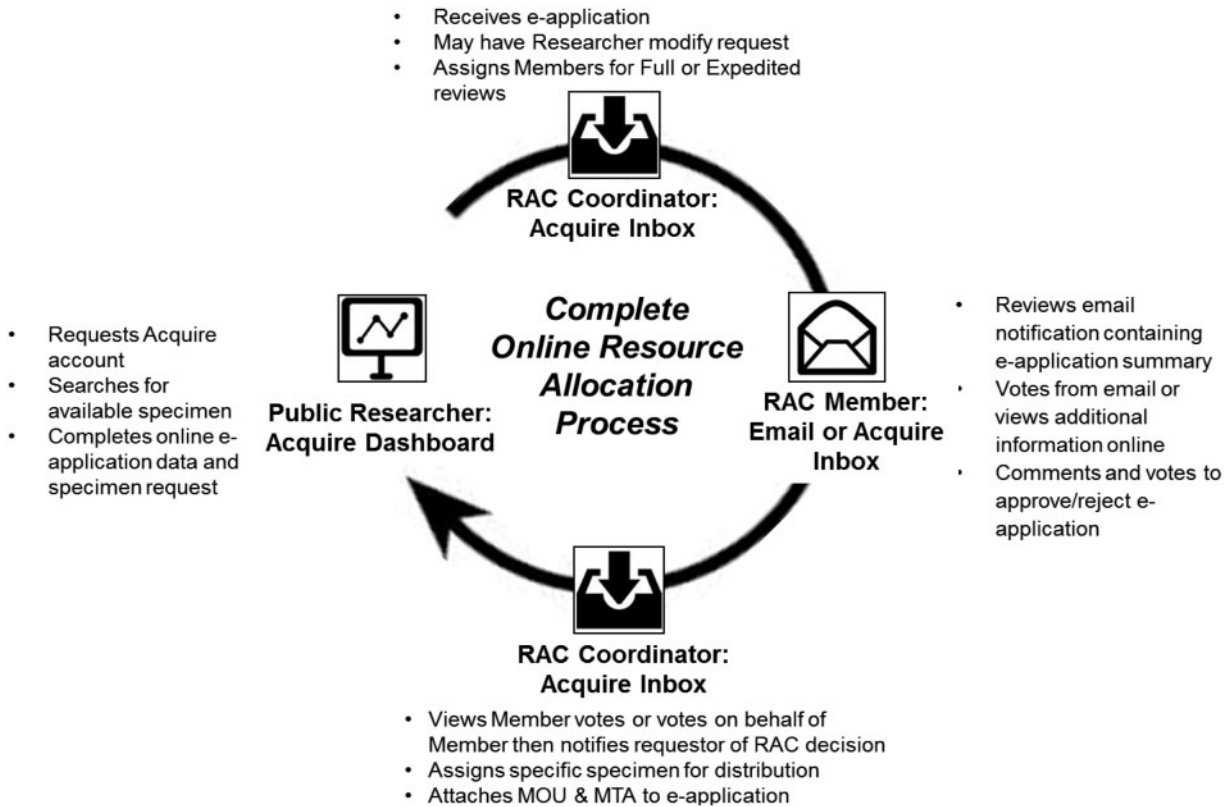 • Receives e-application
• May have Researcher modify request
• Assigns Members for Full or Expedited
reviews
RAC Coordinator:
Acquire Inbox
Complete
Online Resource
Allocation
Process
• Requests Acquire
account
• Searches for
available specimen
• Completes online e-
application data and
specimen request
Public Researcher:
Acquire Dashboard
RAC Member:
Email or Acquire
Inbox
• Reviews email
notification containing
e-application summary
• Votes from email or
views additional
information online
• Comments and votes to
approve/reject e-
application
RAC Coordinator:
Acquire Inbox
• Views Member votes or votes on behalf of
Member then notifies requestor of RAC decision
• Assigns specific specimen for distribution
• Attaches MOU & MTA to e-application